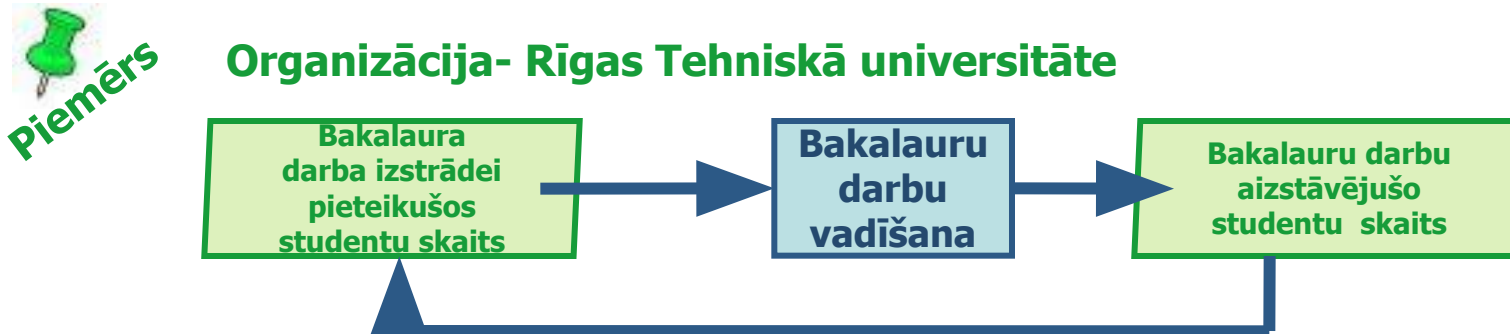 Piemērs
Organizācija- Rīgas Tehniskā universitāte
Bakalaura
darba izstrādei
pieteikušos
studentu skaits
Bakalauru
darbu
vadīšana
Bakalauru darbu
aizstāvējušo
studentu skaits